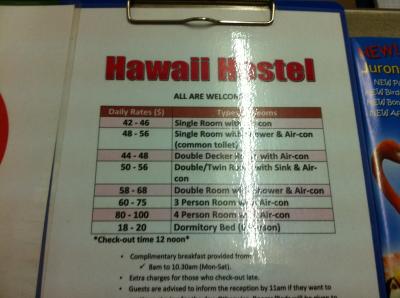 Hawaii Hostel
ALL ARE WELCOME
Daily Rates ($) Types Rooms
42 - 46 Single Room with Air-con
48 - 56 Single Room with Shower & Air-con
(common toilet)
44 - 48 Double Decker Room with Air-con
50 - 56 Double/Twin Room with Sink & Air-
con
58 - 68 Double Room with Shower & Air-con
60 - 75 3 Person Room with Air-con
80 - 100 4 Person Room with Air-con
18 - 20 Dormitory Bed (Person)
*Check-out time 12 noon*
• Complimentary breakfast provided from:
✓ 8am to 10.30am (Mon-Sat).
• Extra charges for those who check-out late.
• Guests are advised to inform the reception by 11am if they want to
NEW!
Juron
NEW
NEW Bird
NEW
NEW